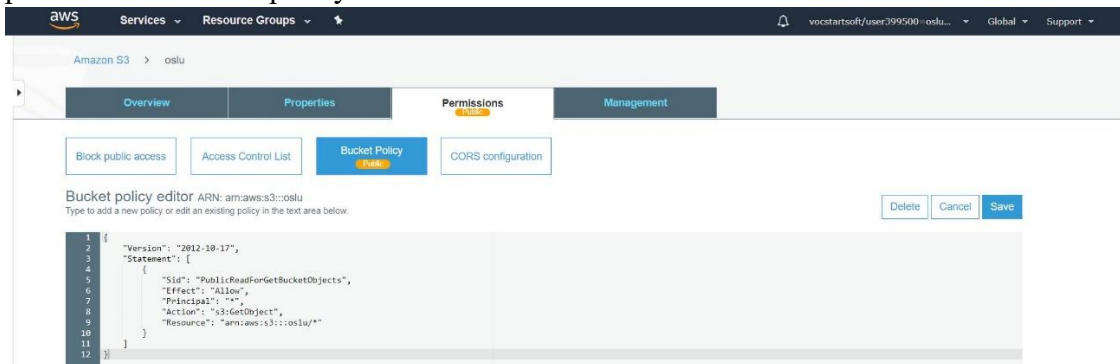 aws Services Resource Groups vocstartsoft/user399500=oslu... Global Support
Amazon S3 > oslu
Overview Properties Permissions Management
Public
Block public access Access Control List Bucket Policy CORS configuration
Public
Bucket policy editor ARN: arn:aws:s3:::oslu
Type to add a new policy or edit an existing policy in the text area below.
Delete Cancel Save
1 {
2 "Version": "2012-10-17",
3 "Statement": [
4 {
5 "Sid": "PublicReadForGetBucketObjects",
6 "Effect": "Allow",
7 "Principal": "*",
8 "Action": "s3:GetObject",
9 "Resource": "arn:aws:s3:::oslu/*"
10 }
11 ]
12 }